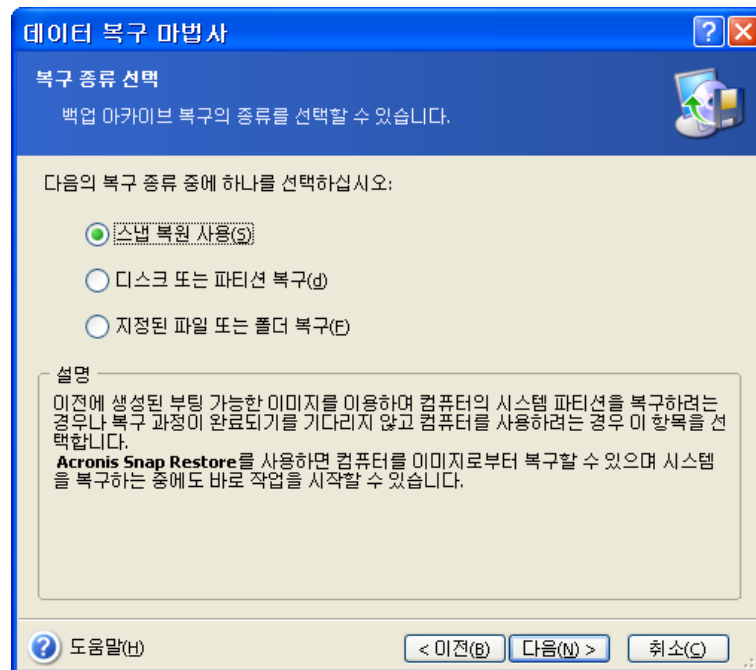 데이터 복구 마법사
복구 종류 선택
백업 아카이브 복구의 종류를 선택할 수 있습니다.
다음의 복구 종류 중에 하나를 선택하십시오:
스냅 복원 사용(S)
디스크 또는 파티션 복구(d)
지정된 파일 또는 폴더 복구(F)
설명
이전에 생성된 부팅 가능한 이미지를 이용하여 컴퓨터의 시스템 파티션을 복구하려는
경우나 복구 과정이 완료되기를 기다리지 않고 컴퓨터를 사용하려는 경우 이 항목을 선
택합니다.
Acronis Snap Restore를 사용하면 컴퓨터를 이미지로부터 복구할 수 있으며 시스템
을 복구하는 중에도 바로 작업을 시작할 수 있습니다.
도움말(H)
< 이전(B) 다음(N) > 취소(C)